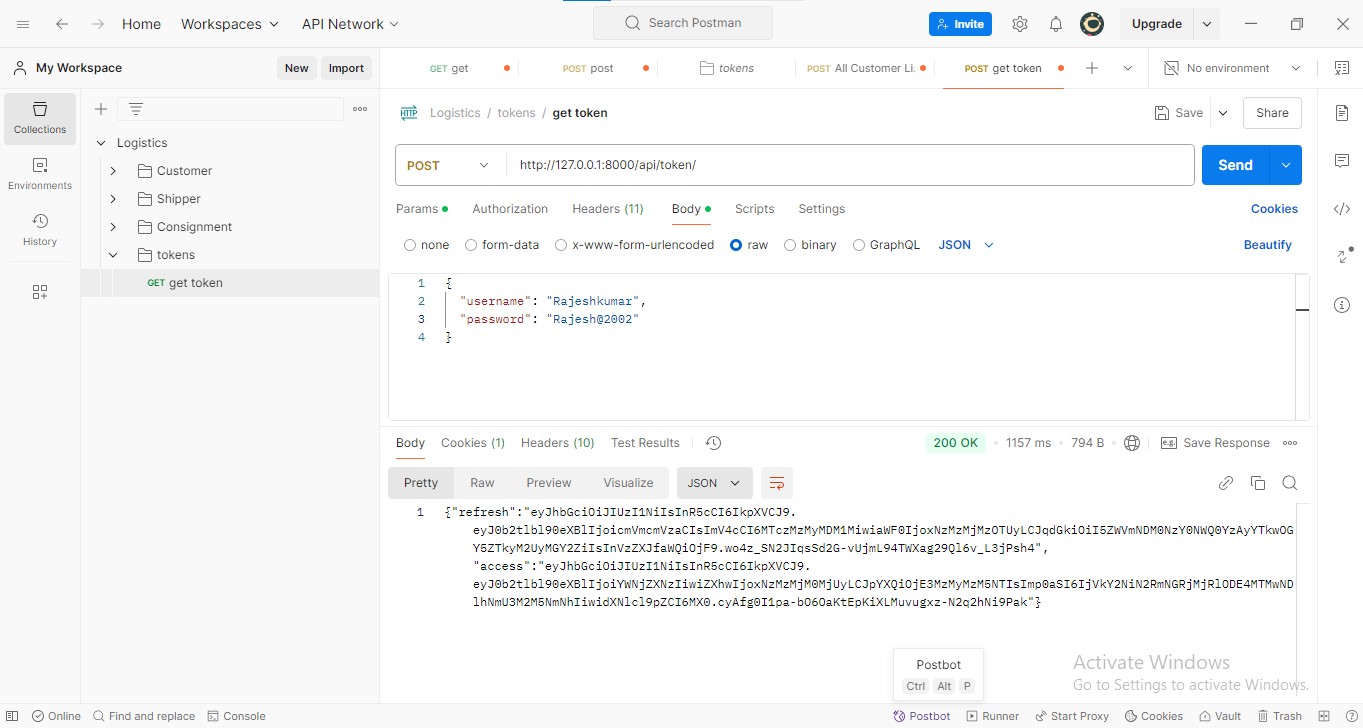 Home Workspaces API Network Search Postman Invite Upgrade
My Workspace New Import GET get POST post tokens POST All Customer Li. POST get token No environment
Collections
Environments
History
Logistics
Customer
Shipper
Consignment
tokens
GET get token
HTTP Logistics / tokens / get token Save Share
POST http://127.0.0.1:8000/api/token/ Send
Params Authorization Headers (11) Body Scripts Settings Cookies
none form-data x-www-form-urlencoded raw binary GraphQL JSON Beautify
1 {
2 "username": "Rajeshkumar",
3 "password": "Rajesh@2002"
4 }
Body Cookies (1) Headers (10) Test Results 200 OK 1157 ms 794 B e.g. Save Response
Pretty Raw Preview Visualize JSON
1 {"refresh":"eyJhbGciOiJIUzI1NiIsInR5cCI6IkpXVCJ9.
eyJ0b2tlbl90eXBlIjoicmVmcmVzaCIsImV4cCI6MTczMzMyMDM1MiwiaWF0IjoxNzMzMjMzOTUyLCJqdGkiOiI5ZWVmNDM0NzY0NWQ0YzAyYTkwOG
Y5ZTkyM2UyMGY2ZiIsInVzZXJfaWQiOjF9.wo4z_SN2JIqsSd2G-vUjmL94TWXag29Ql6v_L3jPsh4",
"access":"eyJhbGciOiJIUzI1NiIsInR5cCI6IkpXVCJ9.
eyJ0b2tlbl90eXBlIjoiYWNjZXNzIiwiZXhwIjoxNzMzMjM0MjUyLCJpYXQiOjE3MzMyMzM5NTIsImp0aSI6IjVkY2NiN2RmNGRjMjRlODE4MTMwND
lhNmU3M2M5NmNhIiwidXNlcl9pZCI6MX0.cyAfg0I1pa-bO6OaKtEpKiXLMuvugxz-N2q2hNi9Pak"}
Postbot
Ctrl Alt P
Activate Windows
Go to Settings to activate Windows.
Online Find and replace Console Postbot Runner Start Proxy Cookies Vault Trash